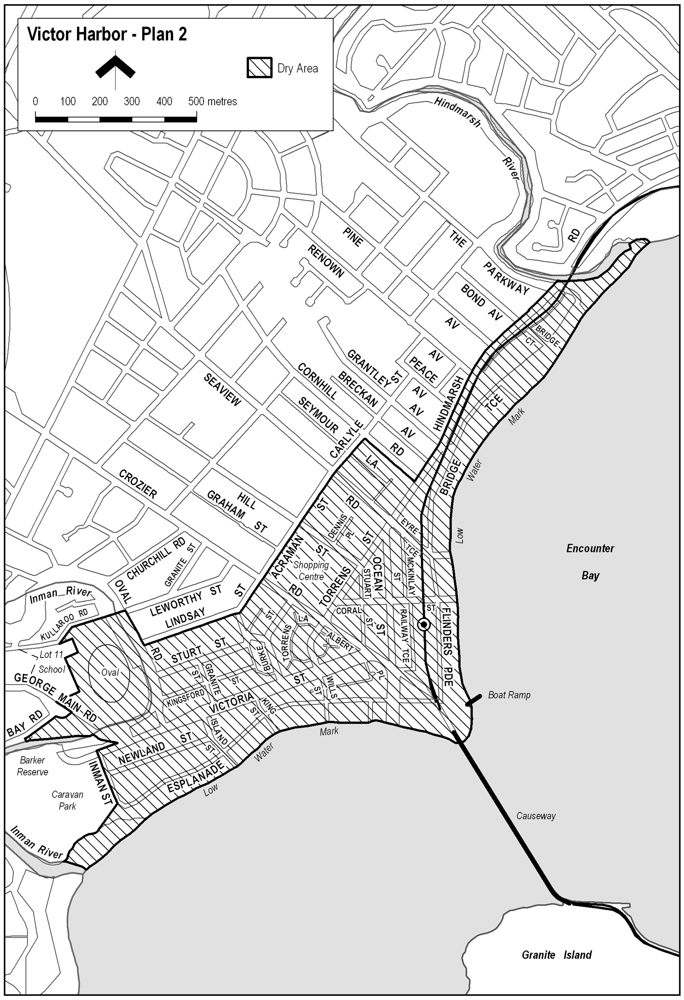 Victor Harbor - Plan 2
Dry Area
0 100 200 300 400 500 metres
Hindmarsh
River
RD
PINE
THE
RENOWN
PARKWAY
BOND AV
AV
BRIDGE
CT
GRANTLEY
ST
AV
PEACE
CORNHILL
BRECKAN
SEAVIEW
AV
HINDMARSH
SEYMOUR
AV
TCE
Mark
CARLYLE
AV
RD
LA
CROZIER
BRIDGE
Water
HILL
GRAHAM
ST
ST
RD
DENNIS
PL
EYRE
ST
Low
CHURCHILL RD
GRANITE ST
ACRAMAN
ST
TCE
Encounter
Bay
Shopping
Centre
OCEAN
STUART
ST
MCKINLAY
Inman River
OVAL
LEWORTHY ST
ST
RD
TORRENS
LINDSAY
KULLAROO RD
ST
LA
CORAL
ST
ST
RAILWAY TCE
ST
FLINDERS PDE
Lot 11
School
Oval
RD
STURT ST
BURKE
TORRENS
ALBERT
GEORGE MAIN RD
ST
GRANITE
ST
ST
WILLS
ST
PL
KINGSFORD
VICTORIA
KING
ST
Boat Ramp
BAY RD
ISLAND
ST
Mark
NEWLAND ST
Water
Barker
Reserve
INMAN ST
ESPLANADE
Low
Caravan
Park
Causeway
Inman River
Granite Island